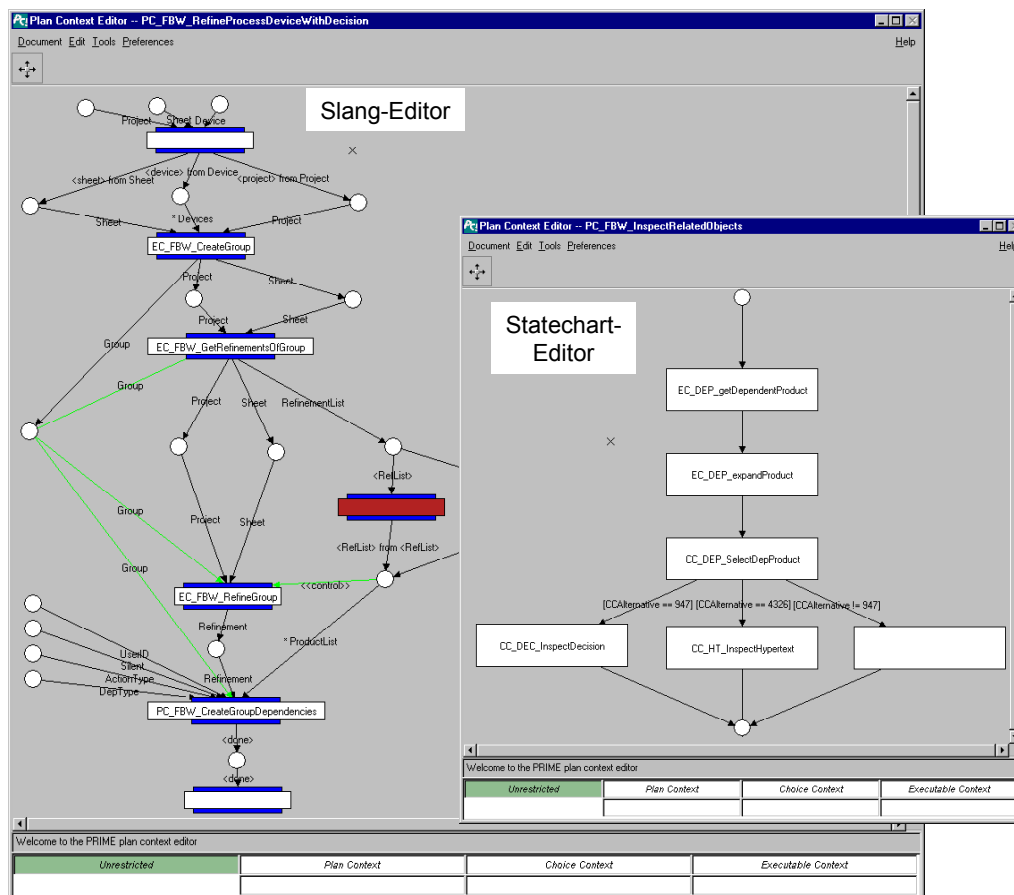 Plan Context Editor -- PC_FBW_RefineProcessDeviceWithDecision
Document Edit Tools Preferences Help
Slang-Editor
Project Sheet Device
<sheet> from Sheet <device> from Device <project> from Project
Sheet * Devices Project
EC_FBW_CreateGroup
Project Sheet
Project Sheet
Group
EC_FBW_GetRefinementsOfGroup
Group
Project Sheet RefinementList
<RefList>
Group
Project Sheet
<RefList> from <RefList>
Group
<<control>>
EC_FBW_RefineGroup
Refinement
* ProductList
UserID
Silent
ActionType
DepType
Refinement
PC_FBW_CreateGroupDependencies
<done>
<done>
Welcome to the PRIME plan context editor
Unrestricted Plan Context Choice Context Executable Context
Plan Context Editor -- PC_FBW_InspectRelatedObjects
Document Edit Tools Preferences
Statechart-
Editor
EC_DEP_getDependentProduct
EC_DEP_expandProduct
CC_DEP_SelectDepProduct
[CCAlternative == 947] [CCAlternative == 4326] [CCAlternative != 947]
CC_DEC_InspectDecision CC_HT_InspectHypertext
Welcome to the PRIME plan context editor
Unrestricted Plan Context Choice Context Executable Context